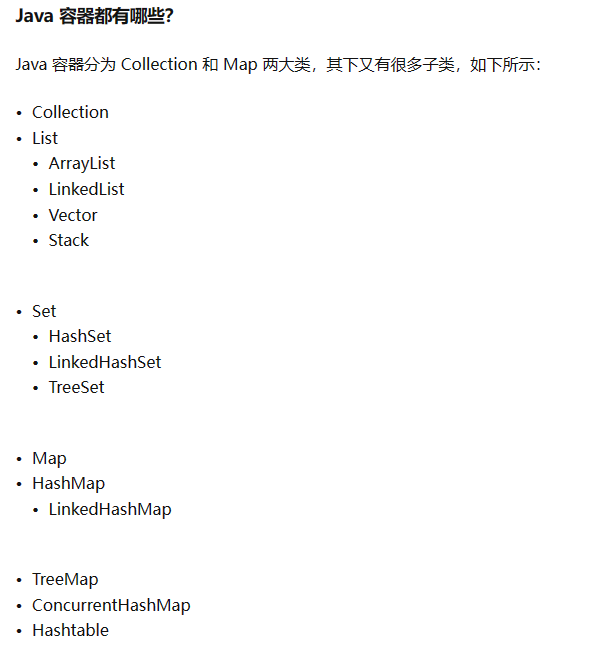 Java 容器都有哪些？
Java 容器分为 Collection 和 Map 两大类，其下又有很多子类，如下所示：
• Collection
• List
• ArrayList
• LinkedList
• Vector
• Stack
• Set
• HashSet
• LinkedHashSet
• TreeSet
• Map
• HashMap
• LinkedHashMap
• TreeMap
• ConcurrentHashMap
• Hashtable